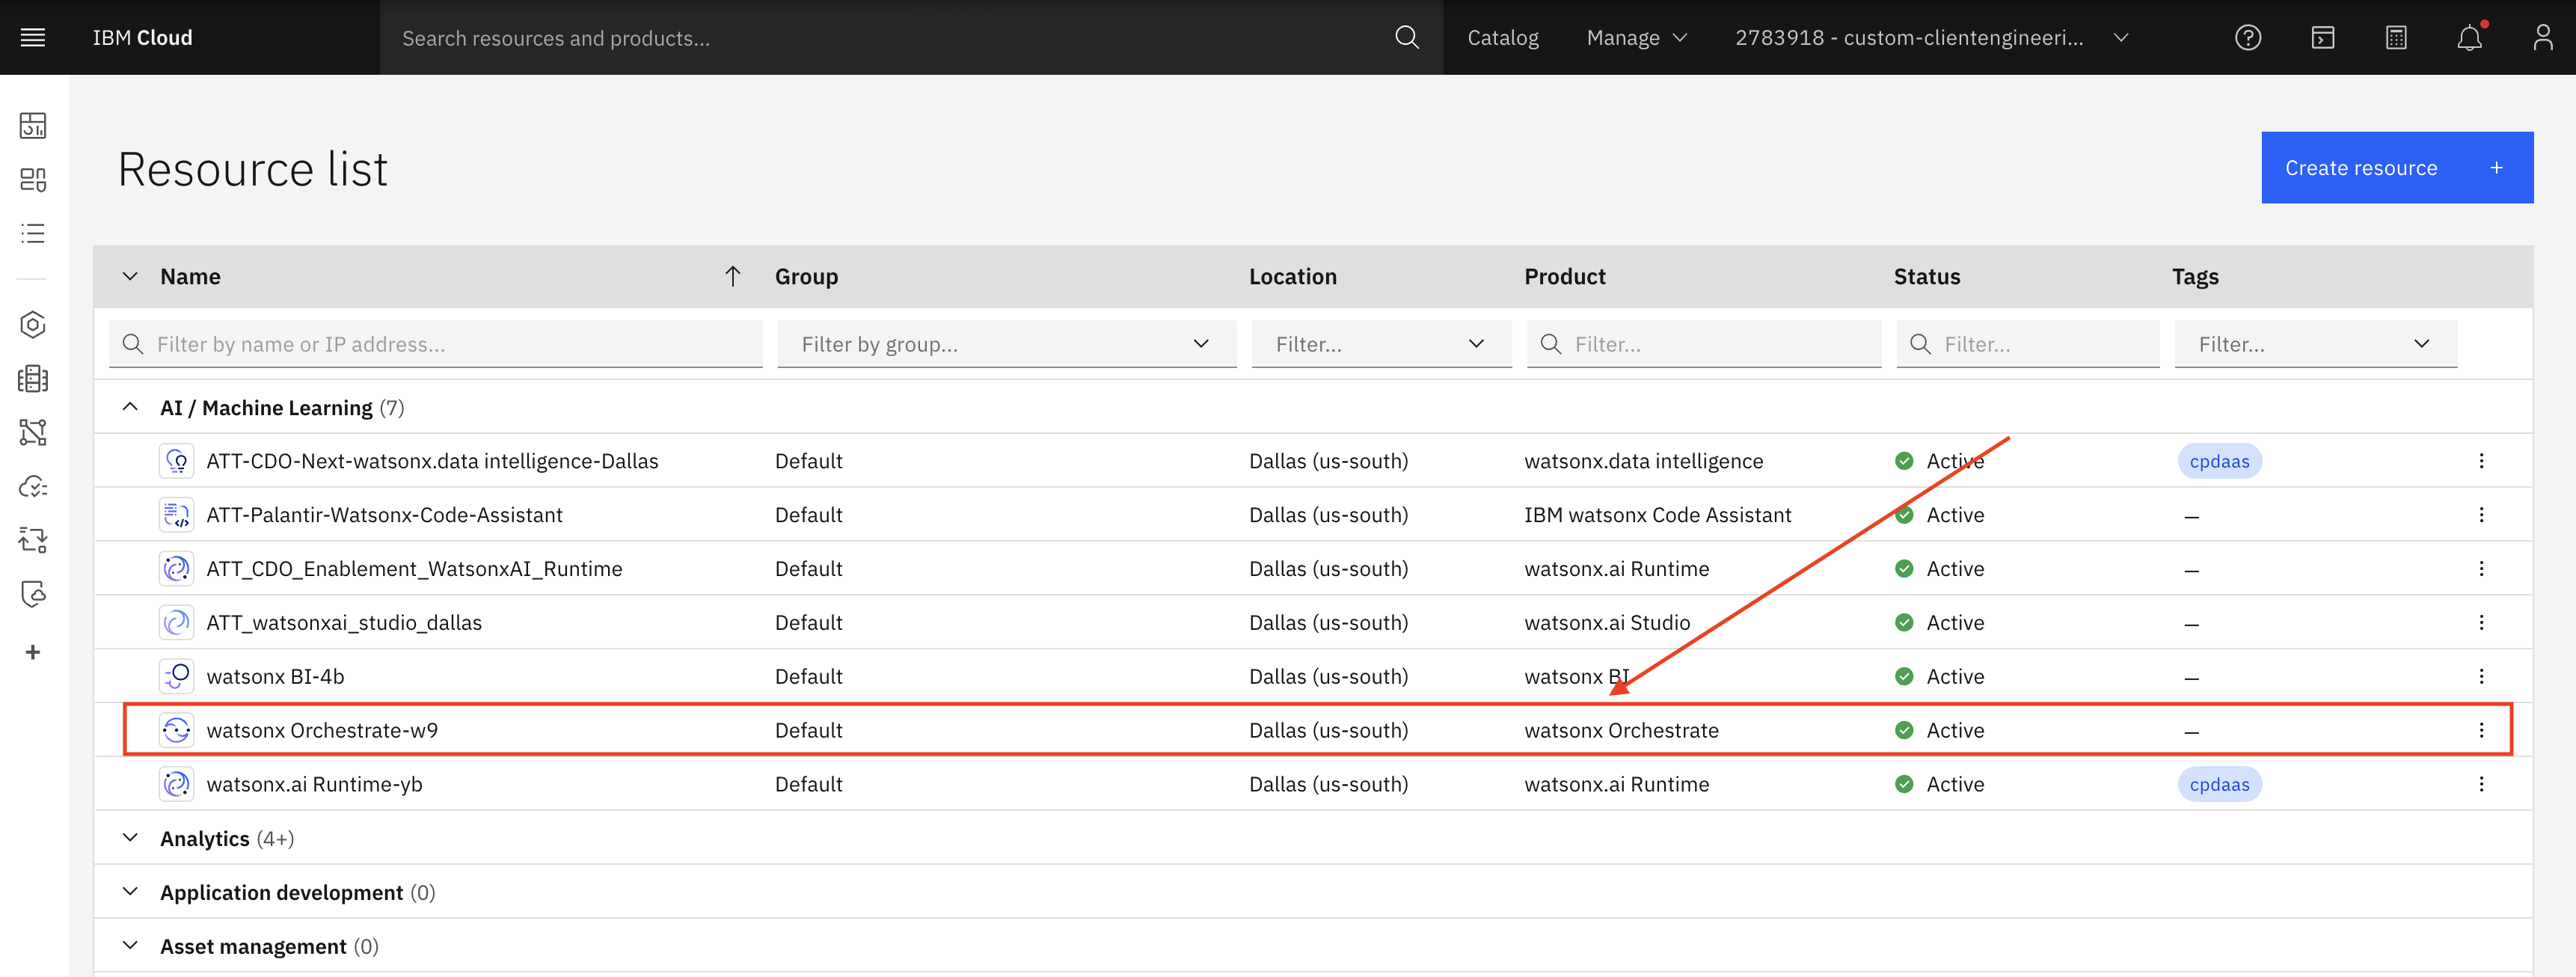 IBM Cloud Search resources and products... Catalog Manage 2783918 - custom-clientengineeri...
Resource list
Create resource +
Name Group Location Product Status Tags
Filter by name or IP address... Filter by group... Filter... Filter... Filter... Filter...
AI / Machine Learning (7)
ATT-CDO-Next-watsonx.data intelligence-Dallas Default Dallas (us-south) watsonx.data intelligence Active cpdaas
ATT-Palantir-Watsonx-Code-Assistant Default Dallas (us-south) IBM watsonx Code Assistant Active –
ATT_CDO_Enablement_WatsonxAI_Runtime Default Dallas (us-south) watsonx.ai Runtime Active –
ATT_watsonxai_studio_dallas Default Dallas (us-south) watsonx.ai Studio Active –
watsonx BI-4b Default Dallas (us-south) watsonx BI Active –
watsonx Orchestrate-w9 Default Dallas (us-south) watsonx Orchestrate Active –
watsonx.ai Runtime-yb Default Dallas (us-south) watsonx.ai Runtime Active cpdaas
Analytics (4+)
Application development (0)
Asset management (0)